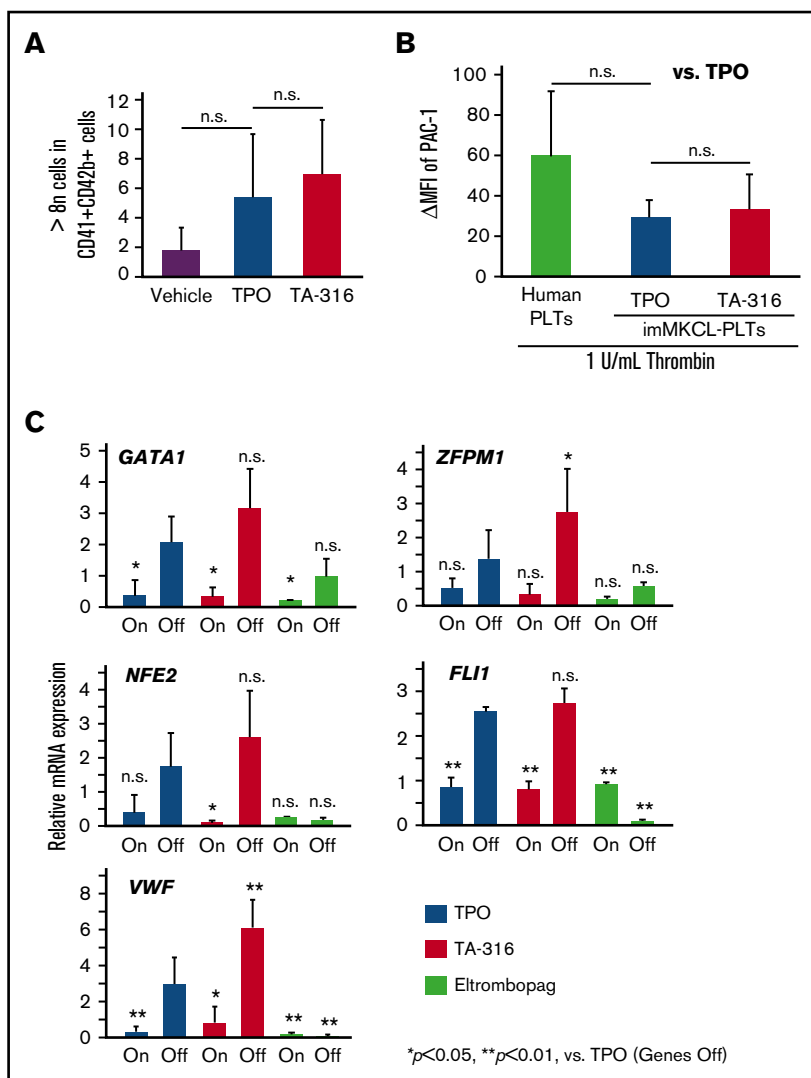 A
n.s.
n.s.
12
10
8
6
4
2
0
> 8n cells in
CD41+CD42b+ cells
Vehicle TPO TA-316
B
vs. TPO
n.s.
n.s.
100
80
60
40
20
0
ΔMFI of PAC-1
Human
PLTs
TPO TA-316
imMKCL-PLTs
1 U/mL Thrombin
C
Relative mRNA expression
GATA1
5
4
3
2
1
0
* * n.s. * n.s.
On Off On Off On Off
ZFPM1
4
3
2
1
0
n.s. n.s. * n.s. n.s.
On Off On Off On Off
NFE2
4
3
2
1
0
n.s. * n.s. n.s. n.s.
On Off On Off On Off
FLI1
3
2
1
0
** ** n.s. ** **
On Off On Off On Off
VWF
8
6
4
2
0
** * ** ** **
On Off On Off On Off
TPO
TA-316
Eltrombopag
*p<0.05, **p<0.01, vs. TPO (Genes Off)